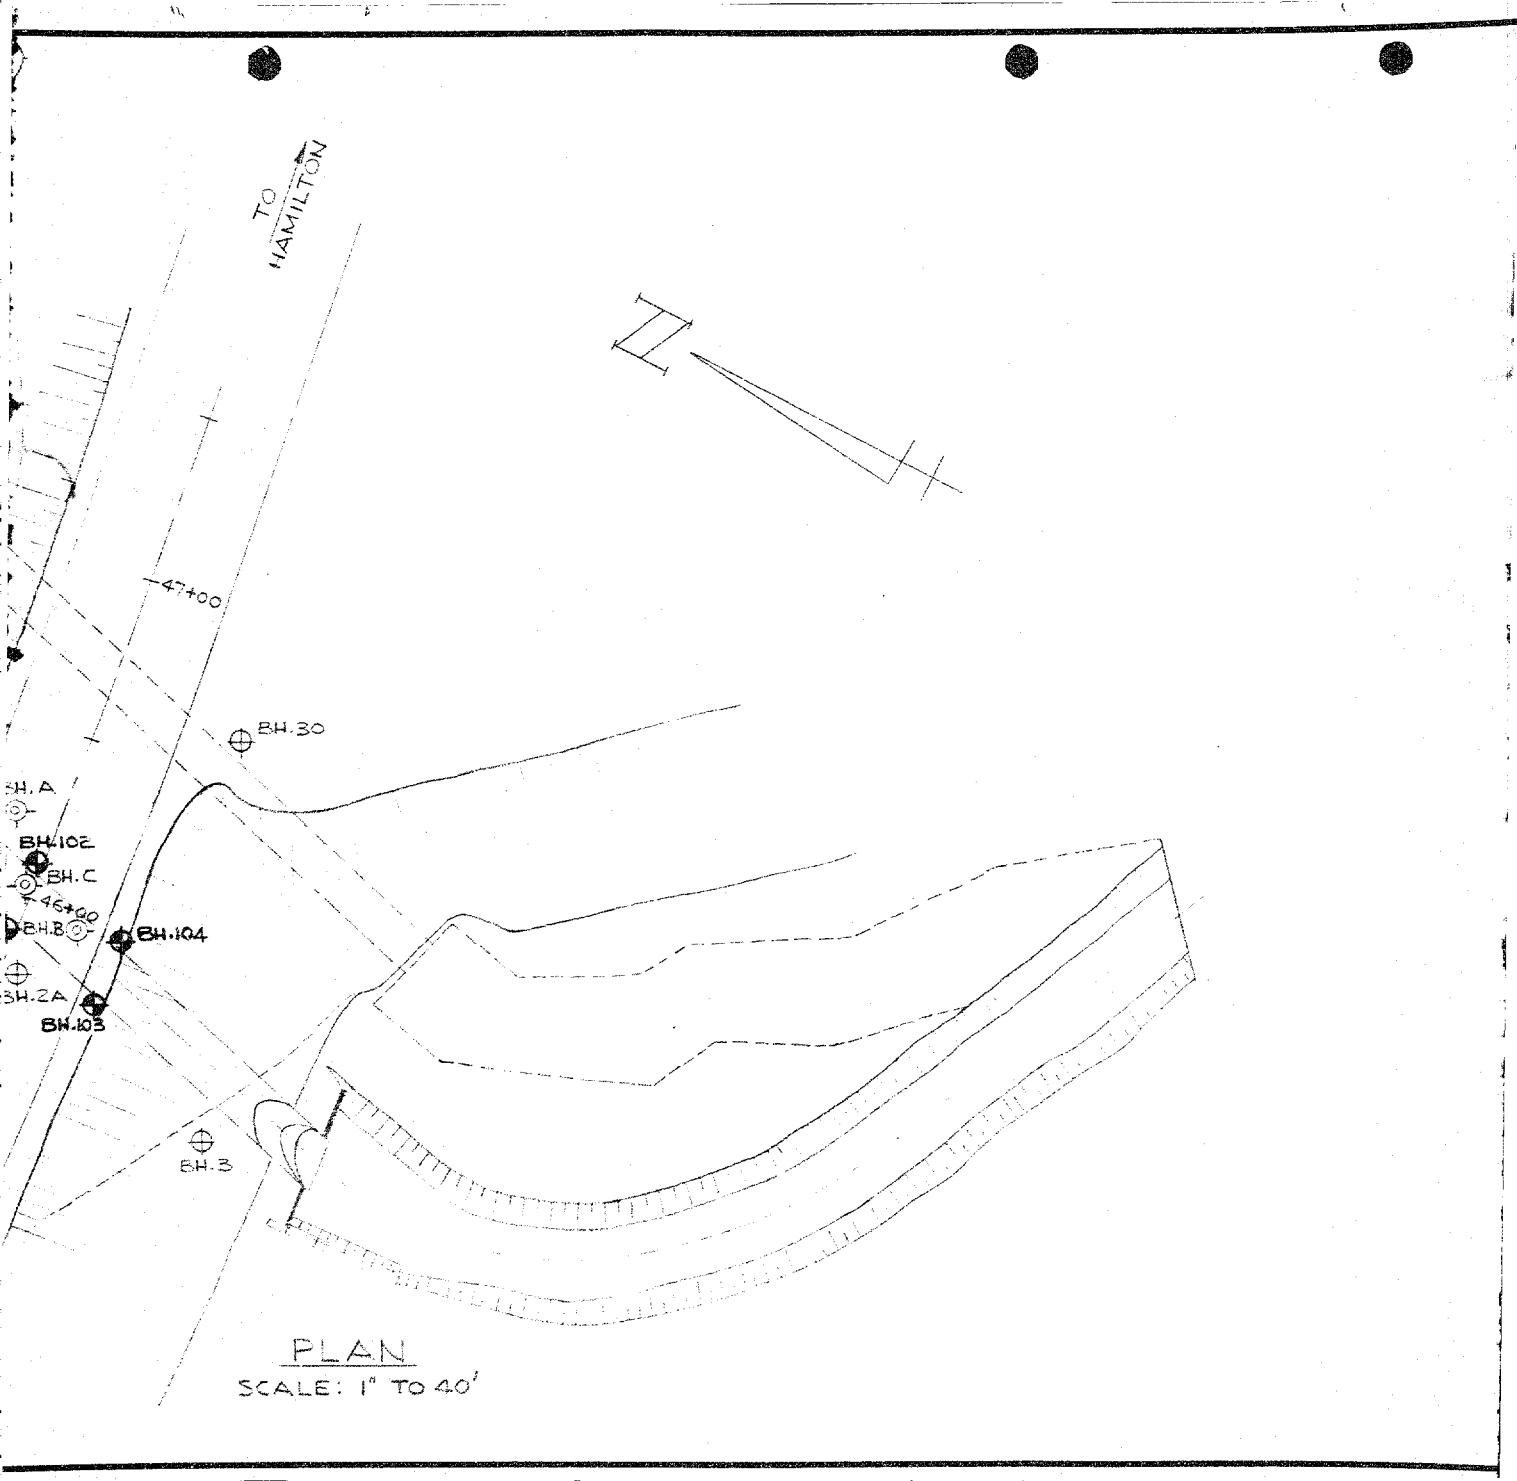 TO
HAMILTON
N
47+00
BH.30
BH.A
BH.102
BH.C
46+00
BH.B
BH.104
BH.2A
BH.103
BH.3
PLAN
SCALE: 1" TO 40'